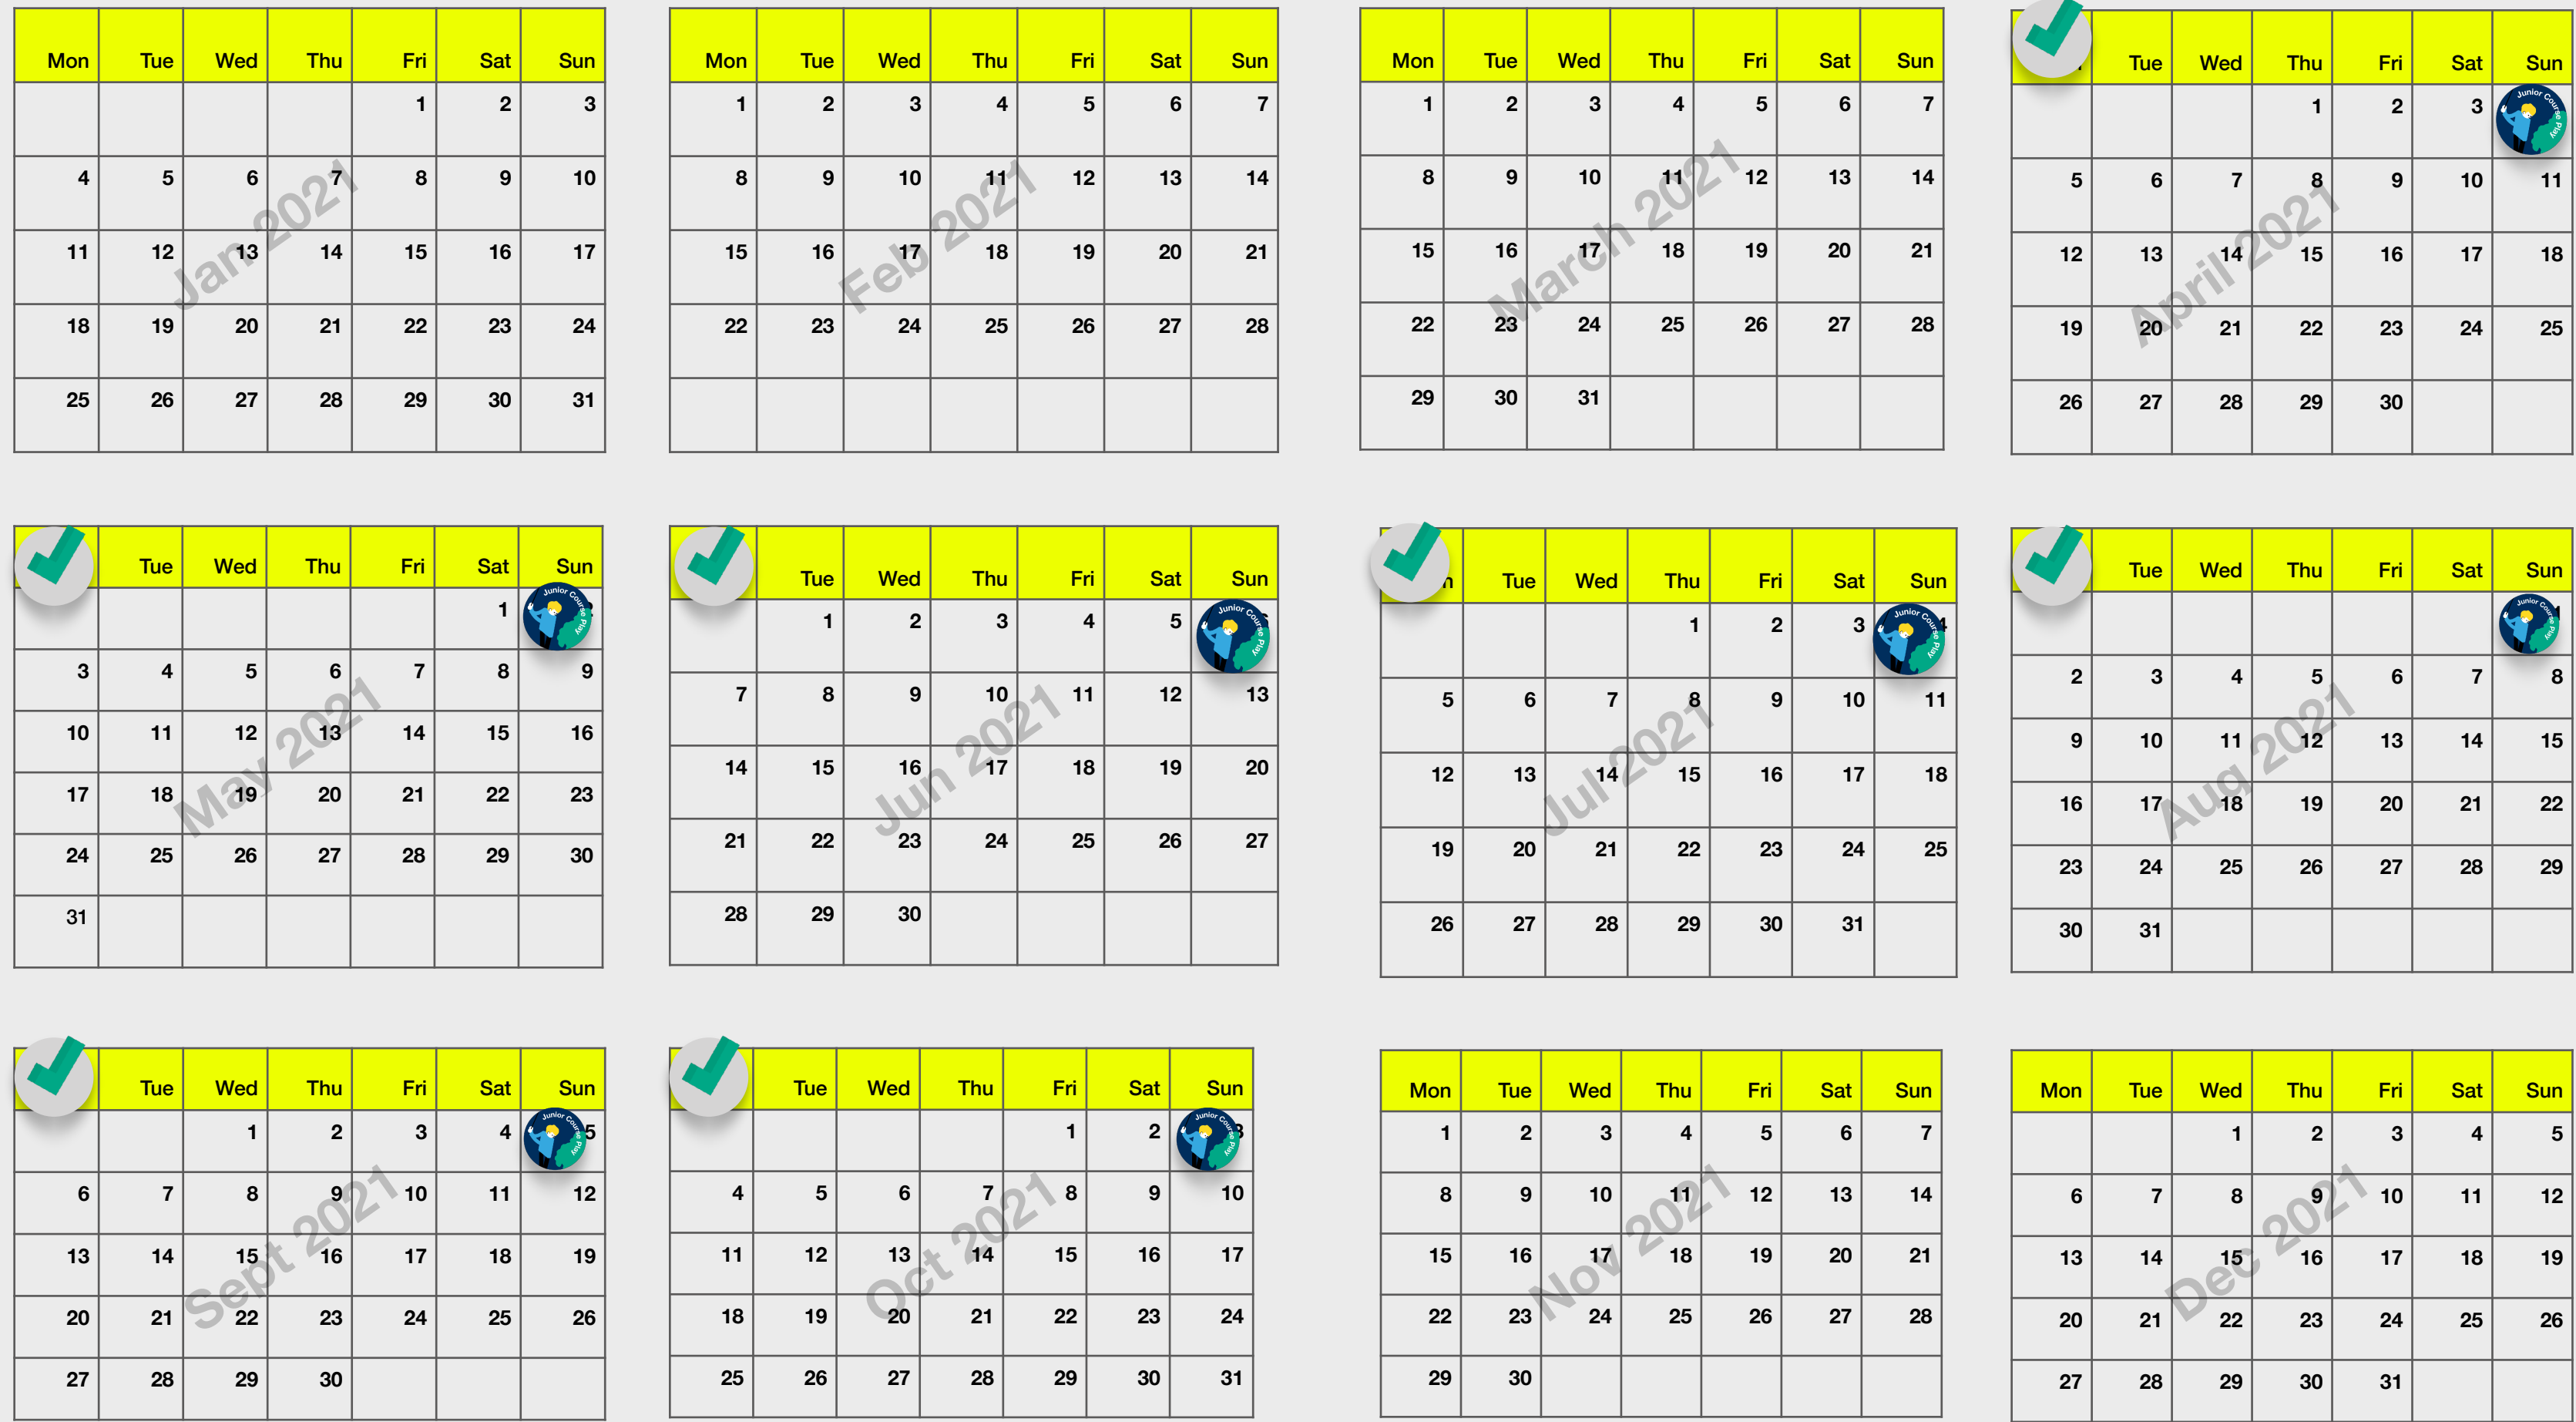 Mon Tue Wed Thu Fri Sat Sun
1 2 3
4 5 6 7 8 9 10
11 12 13 14 15 16 17
18 19 20 21 22 23 24
25 26 27 28 29 30 31
Jan 2021
Mon Tue Wed Thu Fri Sat Sun
1 2 3 4 5 6 7
8 9 10 11 12 13 14
15 16 17 18 19 20 21
22 23 24 25 26 27 28
Feb 2021
Mon Tue Wed Thu Fri Sat Sun
1 2 3 4 5 6 7
8 9 10 11 12 13 14
15 16 17 18 19 20 21
22 23 24 25 26 27 28
29 30 31
March 2021
Tue Wed Thu Fri Sat Sun
1 2 3 Junior Course Play
5 6 7 8 9 10 11
12 13 14 15 16 17 18
19 20 21 22 23 24 25
26 27 28 29 30
April 2021
Tue Wed Thu Fri Sat Sun
1 Junior Course Play
3 4 5 6 7 8 9
10 11 12 13 14 15 16
17 18 19 20 21 22 23
24 25 26 27 28 29 30
31
May 2021
Tue Wed Thu Fri Sat Sun
1 2 3 4 5 Junior Course Play
7 8 9 10 11 12 13
14 15 16 17 18 19 20
21 22 23 24 25 26 27
28 29 30
Jun 2021
Tue Wed Thu Fri Sat Sun
1 2 3 Junior Course Play
5 6 7 8 9 10 11
12 13 14 15 16 17 18
19 20 21 22 23 24 25
26 27 28 29 30 31
Jul 2021
Tue Wed Thu Fri Sat Sun
Junior Course Play
2 3 4 5 6 7 8
9 10 11 12 13 14 15
16 17 18 19 20 21 22
23 24 25 26 27 28 29
30 31
Aug 2021
Tue Wed Thu Fri Sat Sun
1 2 3 4 Junior Course Play 5
6 7 8 9 10 11 12
13 14 15 16 17 18 19
20 21 22 23 24 25 26
27 28 29 30
Sept 2021
Tue Wed Thu Fri Sat Sun
1 2 Junior Course Play
4 5 6 7 8 9 10
11 12 13 14 15 16 17
18 19 20 21 22 23 24
25 26 27 28 29 30 31
Oct 2021
Mon Tue Wed Thu Fri Sat Sun
1 2 3 4 5 6 7
8 9 10 11 12 13 14
15 16 17 18 19 20 21
22 23 24 25 26 27 28
29 30
Nov 2021
Mon Tue Wed Thu Fri Sat Sun
1 2 3 4 5
6 7 8 9 10 11 12
13 14 15 16 17 18 19
20 21 22 23 24 25 26
27 28 29 30 31
Dec 2021